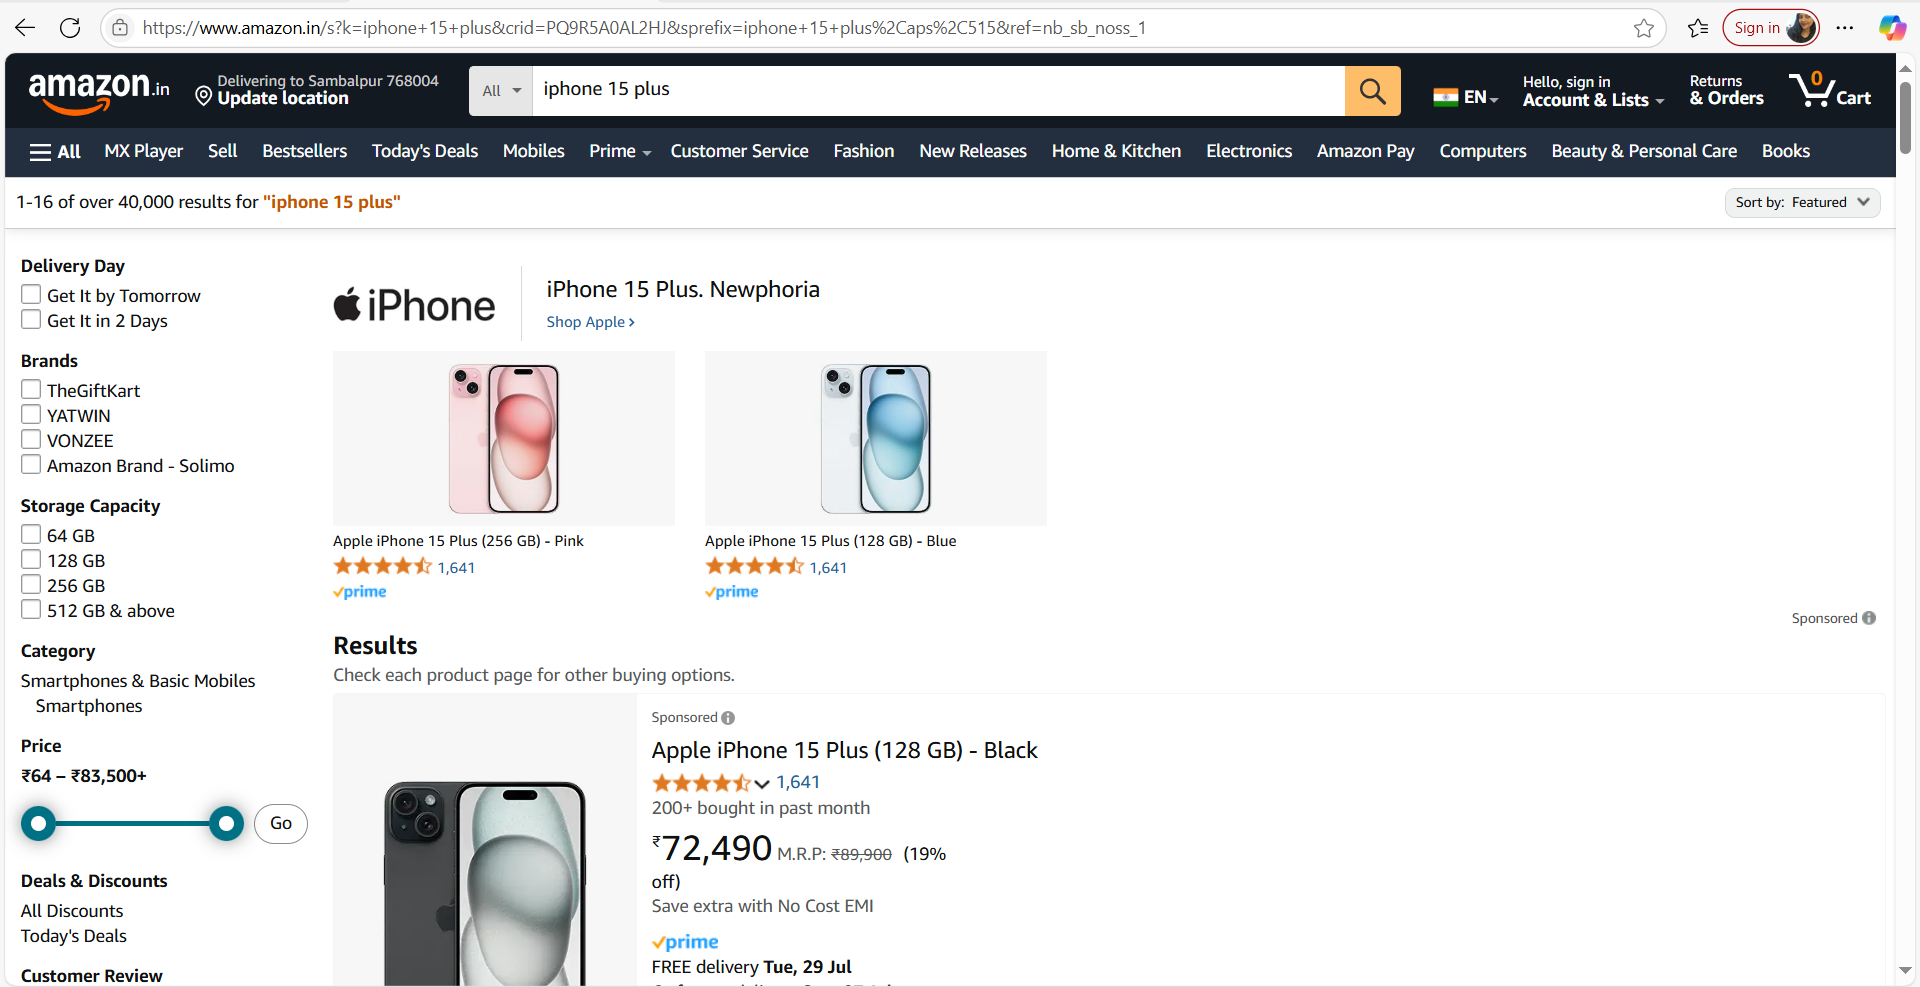 https://www.amazon.in/s?k=iphone+15+plus&crid=PQ9R5A0AL2HJ&sprefix=iphone+15+plus%2Caps%2C515&ref=nb_sb_noss_1
Sign in
amazon.in
Delivering to Sambalpur 768004
Update location
All
iphone 15 plus
EN
Hello, sign in
Account & Lists
Returns
& Orders
0
Cart
All
MX Player
Sell
Bestsellers
Today's Deals
Mobiles
Prime
Customer Service
Fashion
New Releases
Home & Kitchen
Electronics
Amazon Pay
Computers
Beauty & Personal Care
Books
1-16 of over 40,000 results for "iphone 15 plus"
Sort by: Featured
Delivery Day
Get It by Tomorrow
Get It in 2 Days
Brands
TheGiftKart
YATWIN
VONZEE
Amazon Brand - Solimo
Storage Capacity
64 GB
128 GB
256 GB
512 GB & above
Category
Smartphones & Basic Mobiles
Smartphones
Price
₹64 – ₹83,500+
Go
Deals & Discounts
All Discounts
Today's Deals
Customer Review
iPhone
iPhone 15 Plus. Newphoria
Shop Apple ›
Apple iPhone 15 Plus (256 GB) - Pink
1,641
prime
Apple iPhone 15 Plus (128 GB) - Blue
1,641
prime
Sponsored
Results
Check each product page for other buying options.
Sponsored
Apple iPhone 15 Plus (128 GB) - Black
1,641
200+ bought in past month
₹72,490 M.R.P: ₹89,900 (19%
off)
Save extra with No Cost EMI
prime
FREE delivery Tue, 29 Jul